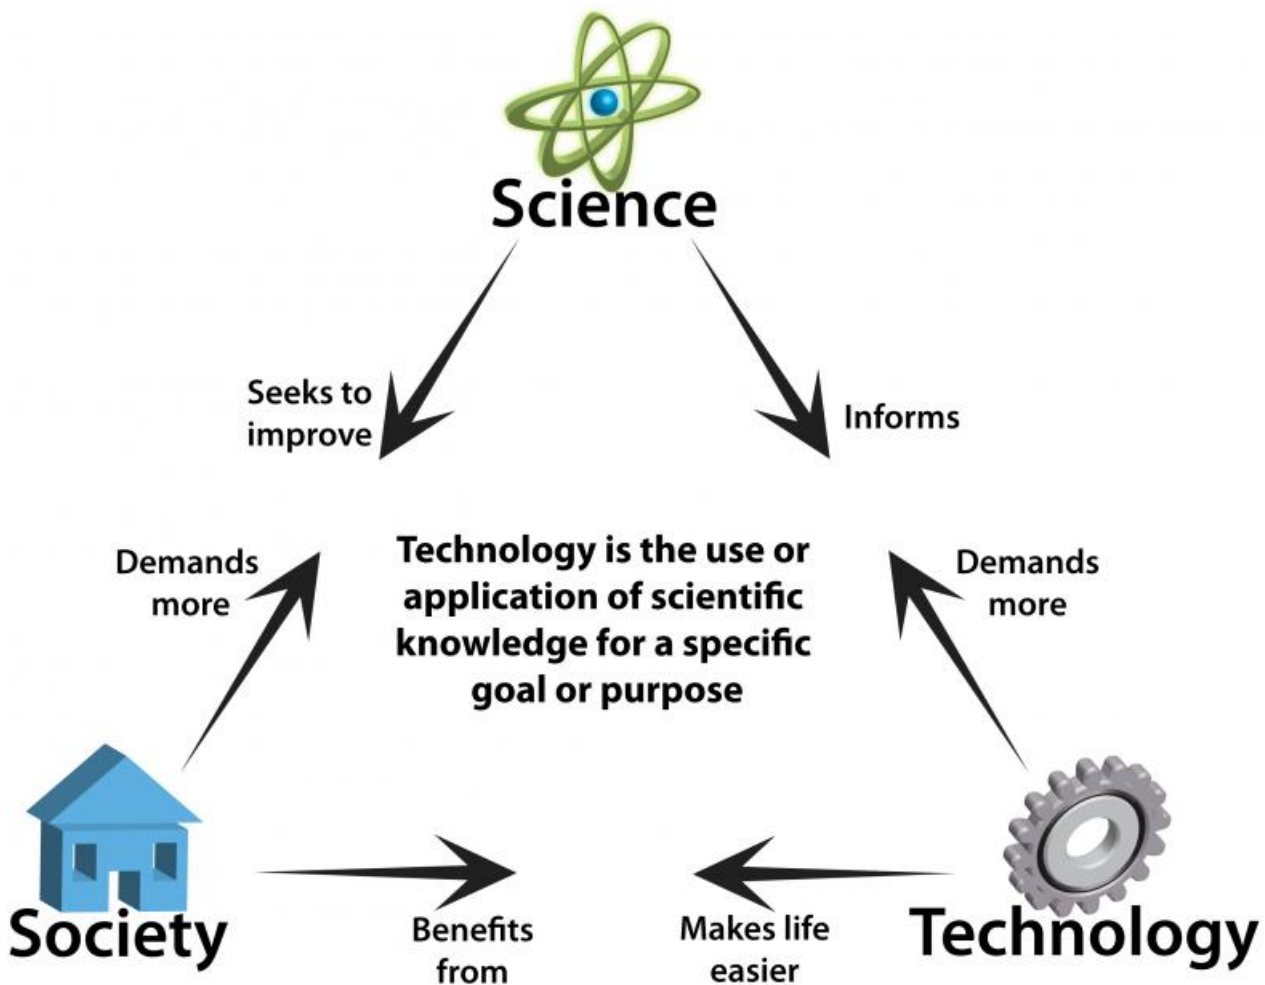 Science
Seeks to
improve
Informs
Demands
more
Technology is the use or
application of scientific
knowledge for a specific
goal or purpose
Demands
more
Society
Benefits
from
Makes life
easier
Technology